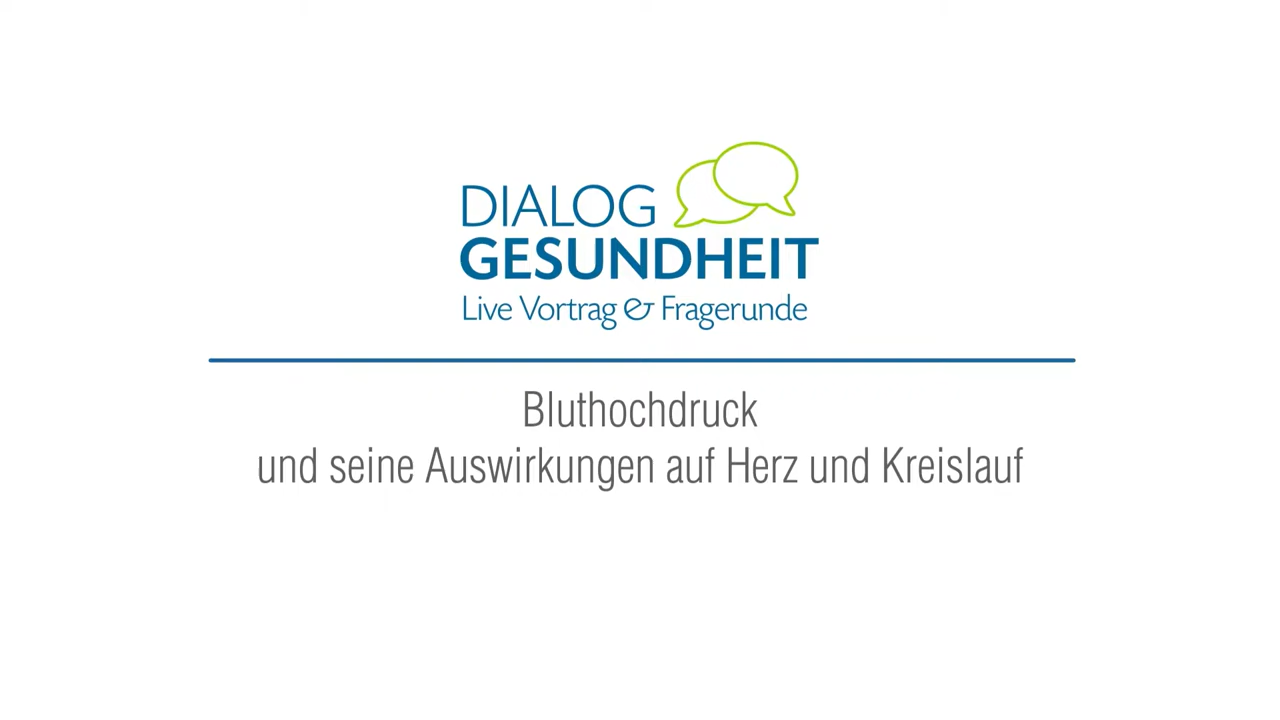 DIALOG
GESUNDHEIT
Live Vortrag & Fragerunde
Bluthochdruck
und seine Auswirkungen auf Herz und Kreislauf